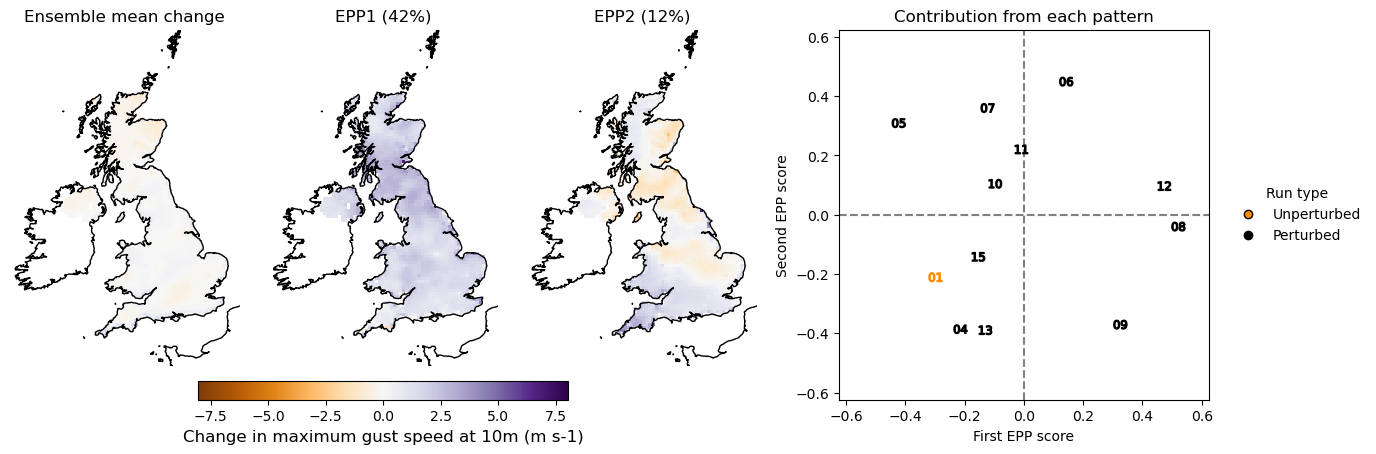 Ensemble mean change
EPP1 (42%)
EPP2 (12%)
−7.5 −5.0 −2.5 0.0 2.5 5.0 7.5
Change in maximum gust speed at 10m (m s-1)
Contribution from each pattern
Second EPP score
0.6
0.4
0.2
0.0
−0.2
−0.4
−0.6
06
07
05
11
10
12
08
15
01
04
13
09
−0.6 −0.4 −0.2 0.0 0.2 0.4 0.6
First EPP score
Run type
Unperturbed
Perturbed